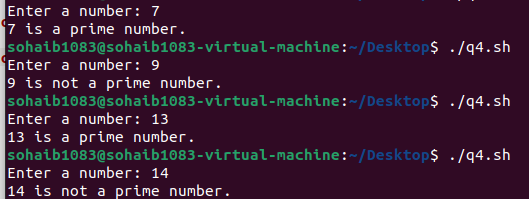 Enter a number: 7
7 is a prime number.
sohaib1083@sohaib1083-virtual-machine:~/Desktop$ ./q4.sh
Enter a number: 9
9 is not a prime number.
sohaib1083@sohaib1083-virtual-machine:~/Desktop$ ./q4.sh
Enter a number: 13
13 is a prime number.
sohaib1083@sohaib1083-virtual-machine:~/Desktop$ ./q4.sh
Enter a number: 14
14 is not a prime number.